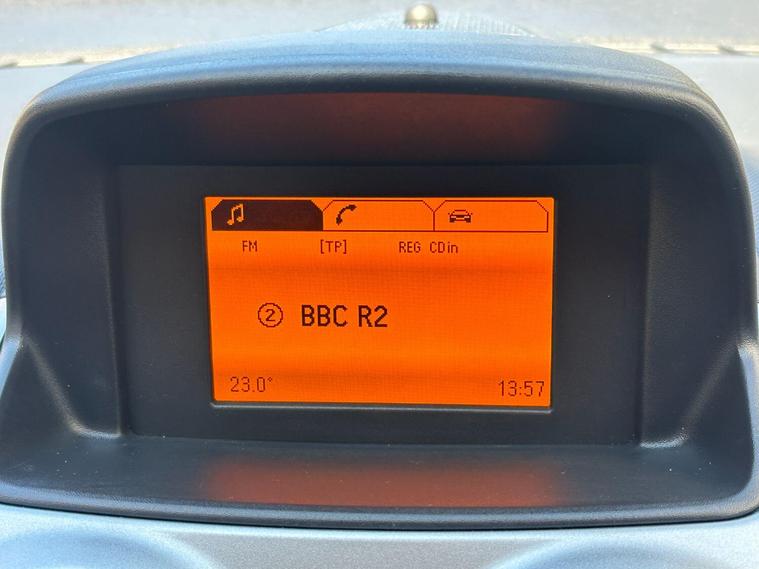 FM [TP] REG CDin
② BBC R2
23.0° 13:57